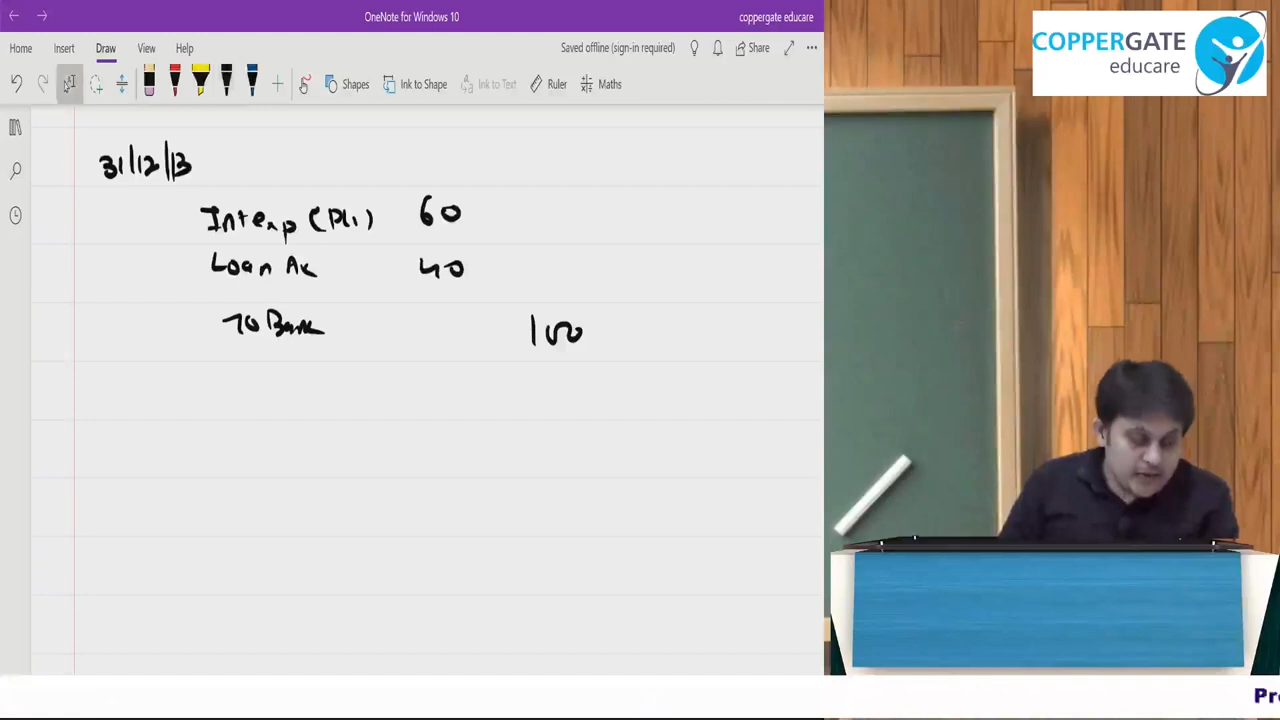 OneNote for Windows 10
coppergate educare
Home Insert Draw View Help
Saved offline (sign-in required)
Share
Shapes
Ink to Shape
Ink to Text
Ruler
Maths
COPPERGATE
educare
31/12/13
Int exp (P/L) 60
Loan Ac 40
To Bank 100
Pr